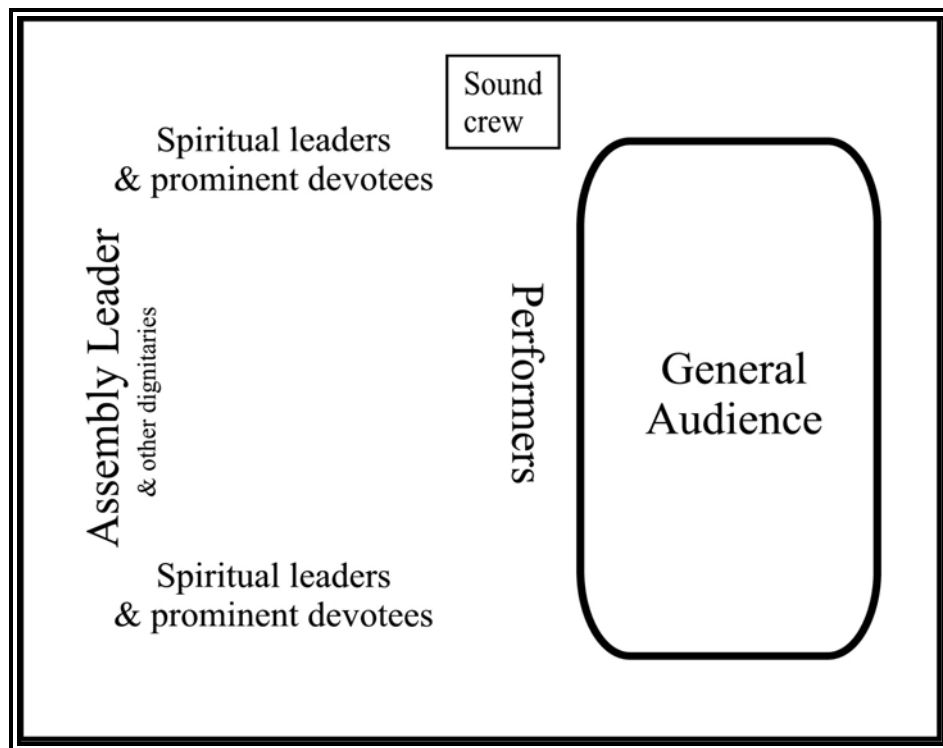 Sound
crew
Spiritual leaders
& prominent devotees
Assembly Leader
& other dignitaries
Performers
General
Audience
Spiritual leaders
& prominent devotees